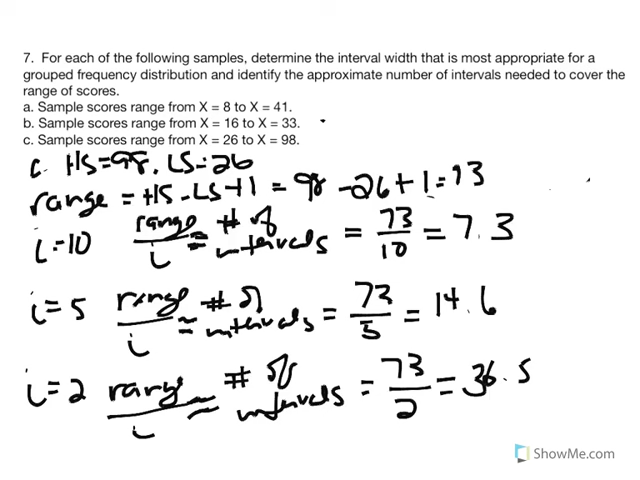 7. For each of the following samples, determine the interval width that is most appropriate for a
grouped frequency distribution and identify the approximate number of intervals needed to cover the
range of scores.
a. Sample scores range from X = 8 to X = 41.
b. Sample scores range from X = 16 to X = 33.
c. Sample scores range from X = 26 to X = 98.
c. HS=98. LS=26
range = HS - LS + 1 = 98 - 26 + 1 = 73
i=10 range/i ≈ # of intervals = 73/10 = 7.3
i=5 range/i ≈ # of intervals = 73/5 = 14.6
i=2 range/i ≈ # of intervals = 73/2 = 36.5
ShowMe.com